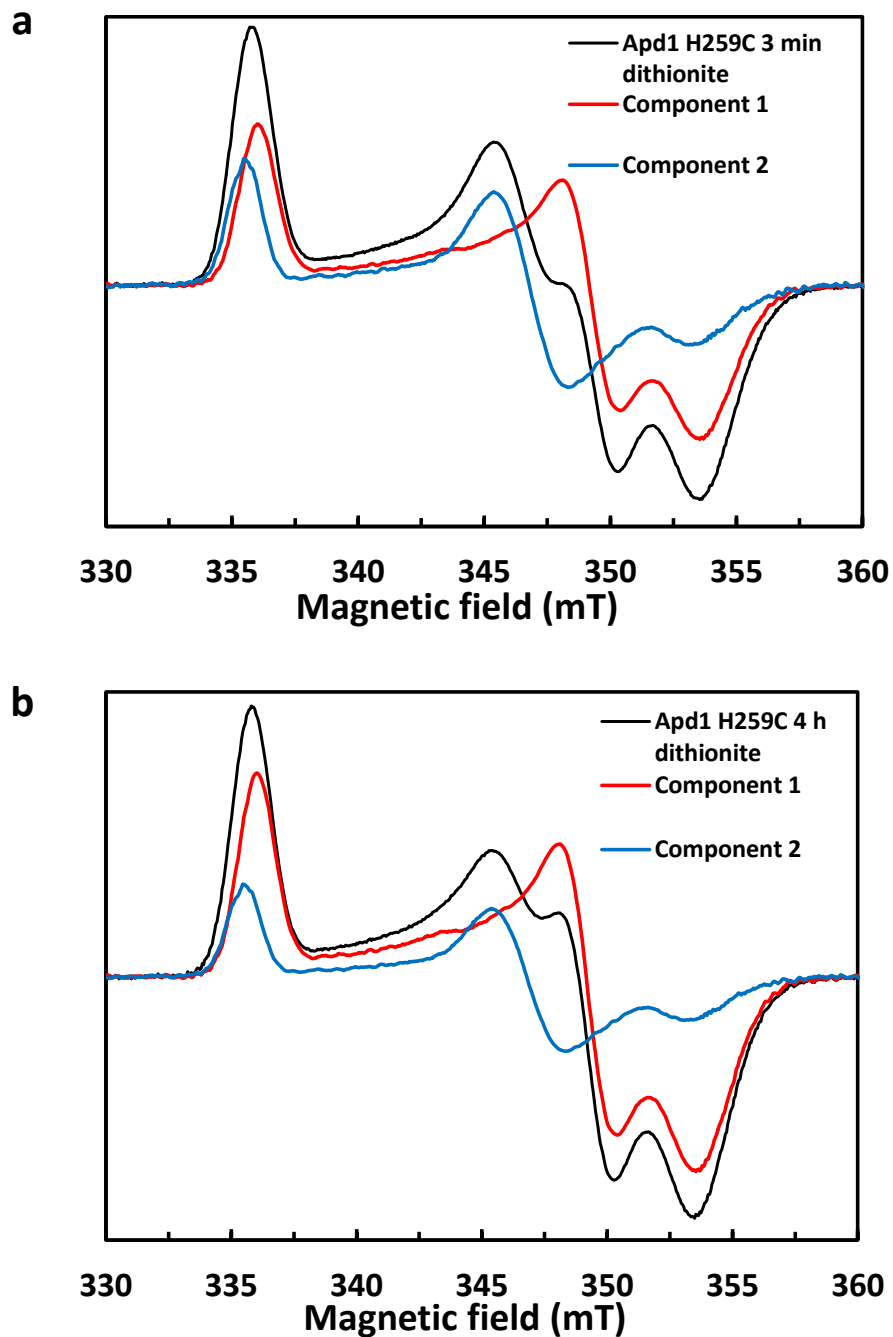 a
Apd1 H259C 3 min
dithionite
Component 1
Component 2
330 335 340 345 350 355 360
Magnetic field (mT)
b
Apd1 H259C 4 h
dithionite
Component 1
Component 2
330 335 340 345 350 355 360
Magnetic field (mT)